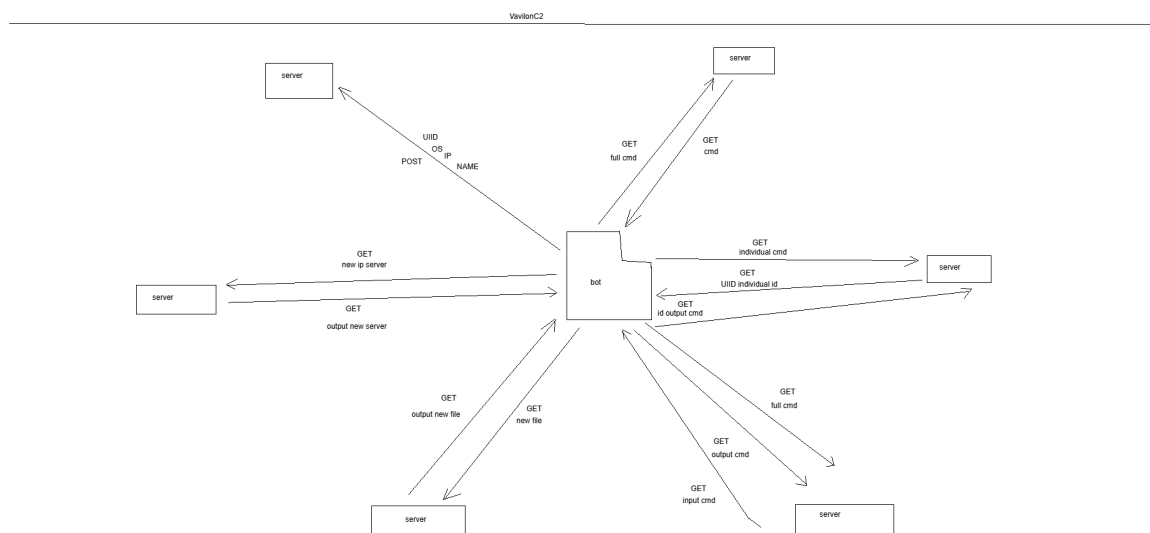 VavilonC2
server
server
UIID
OS
IP
POST
NAME
GET
full cmd
GET
cmd
GET
new ip server
server
GET
output new server
bot
GET
individual cmd
server
GET
UIID individual id
GET
id output cmd
GET
output new file
GET
new file
GET
full cmd
GET
output cmd
GET
input cmd
server
server